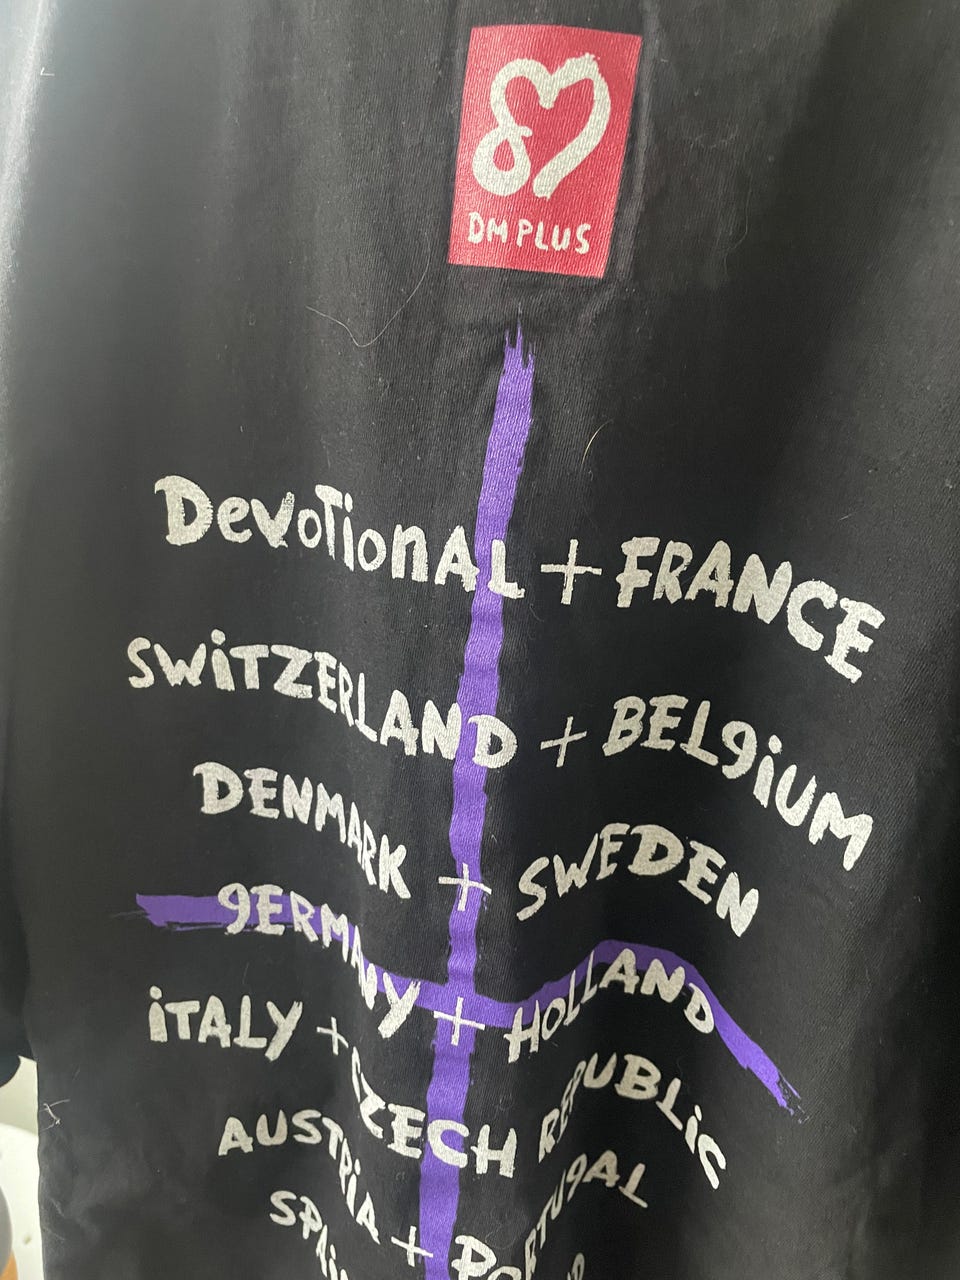 DM PLUS
DevoTionAL + FRANCE
SWiTZERLAND + BELGiUM
DENMARK + SWEDEN
GERMANY + HOLLAND
iTALY + CZECH REPUBLiC
AUSTRiA + PORTUGAL